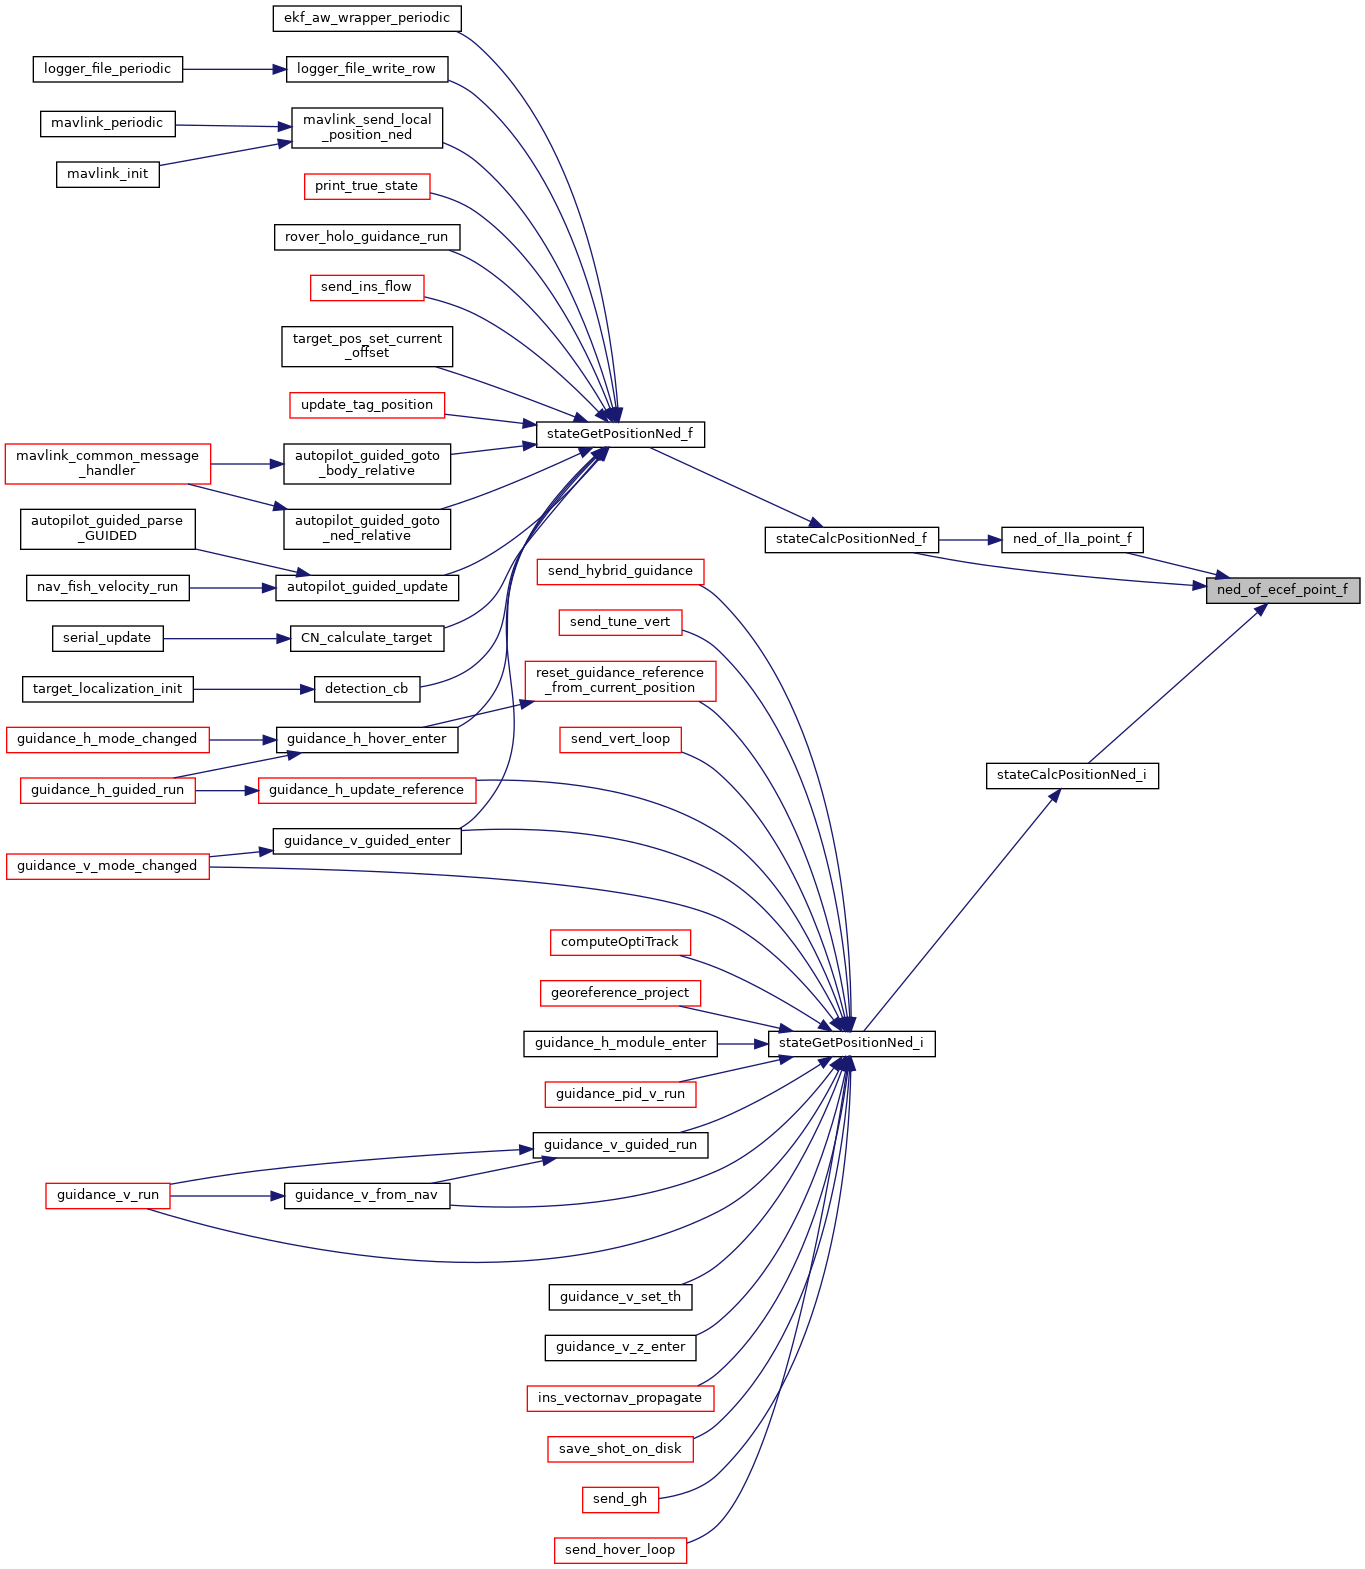 ekf_aw_wrapper_periodic
logger_file_periodic
logger_file_write_row
mavlink_periodic
mavlink_send_local
_position_ned
mavlink_init
print_true_state
rover_holo_guidance_run
send_ins_flow
target_pos_set_current
_offset
update_tag_position
stateGetPositionNed_f
mavlink_common_message
_handler
autopilot_guided_goto
_body_relative
autopilot_guided_parse
_GUIDED
autopilot_guided_goto
_ned_relative
stateCalcPositionNed_f
ned_of_lla_point_f
ned_of_ecef_point_f
nav_fish_velocity_run
autopilot_guided_update
send_hybrid_guidance
serial_update
CN_calculate_target
send_tune_vert
target_localization_init
detection_cb
reset_guidance_reference
_from_current_position
guidance_h_mode_changed
guidance_h_hover_enter
send_vert_loop
stateCalcPositionNed_i
guidance_h_guided_run
guidance_h_update_reference
guidance_v_guided_enter
guidance_v_mode_changed
computeOptiTrack
georeference_project
guidance_h_module_enter
stateGetPositionNed_i
guidance_pid_v_run
guidance_v_guided_run
guidance_v_run
guidance_v_from_nav
guidance_v_set_th
guidance_v_z_enter
ins_vectornav_propagate
save_shot_on_disk
send_gh
send_hover_loop